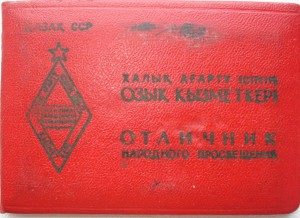 ҚАЗАҚ ССР
ХАЛЫҚ АҒАРТУ ІСІНІҢ
ОЗЫҚ ҚЫЗМЕТКЕРІ
ОТЛИЧНИК
НАРОДНОГО ПРОСВЕЩЕНИЯ